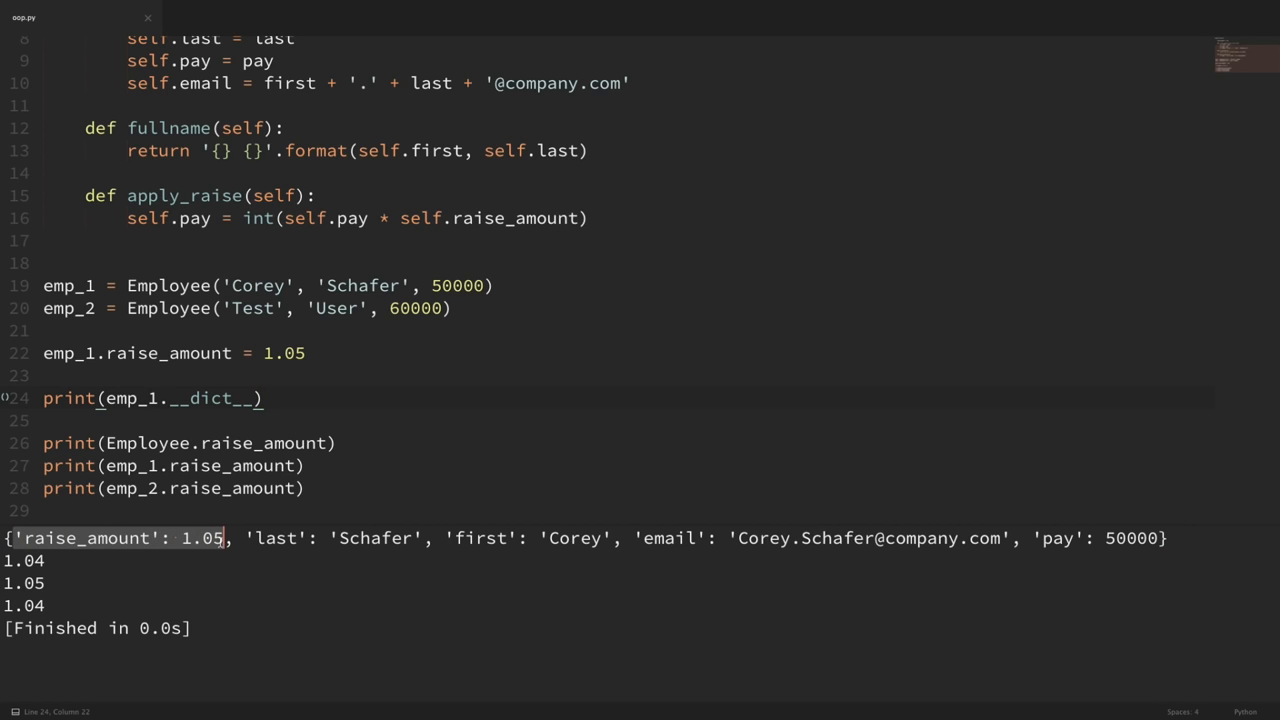 oop.py
8 self.last = last
9 self.pay = pay
10 self.email = first + '.' + last + '@company.com'
11
12 def fullname(self):
13 return '{} {}'.format(self.first, self.last)
14
15 def apply_raise(self):
16 self.pay = int(self.pay * self.raise_amount)
17
18
19 emp_1 = Employee('Corey', 'Schafer', 50000)
20 emp_2 = Employee('Test', 'User', 60000)
21
22 emp_1.raise_amount = 1.05
23
24 print(emp_1.__dict__)
25
26 print(Employee.raise_amount)
27 print(emp_1.raise_amount)
28 print(emp_2.raise_amount)
29
{'raise_amount': 1.05, 'last': 'Schafer', 'first': 'Corey', 'email': 'Corey.Schafer@company.com', 'pay': 50000}
1.04
1.05
1.04
[Finished in 0.0s]
Line 24, Column 22 Spaces: 4 Python